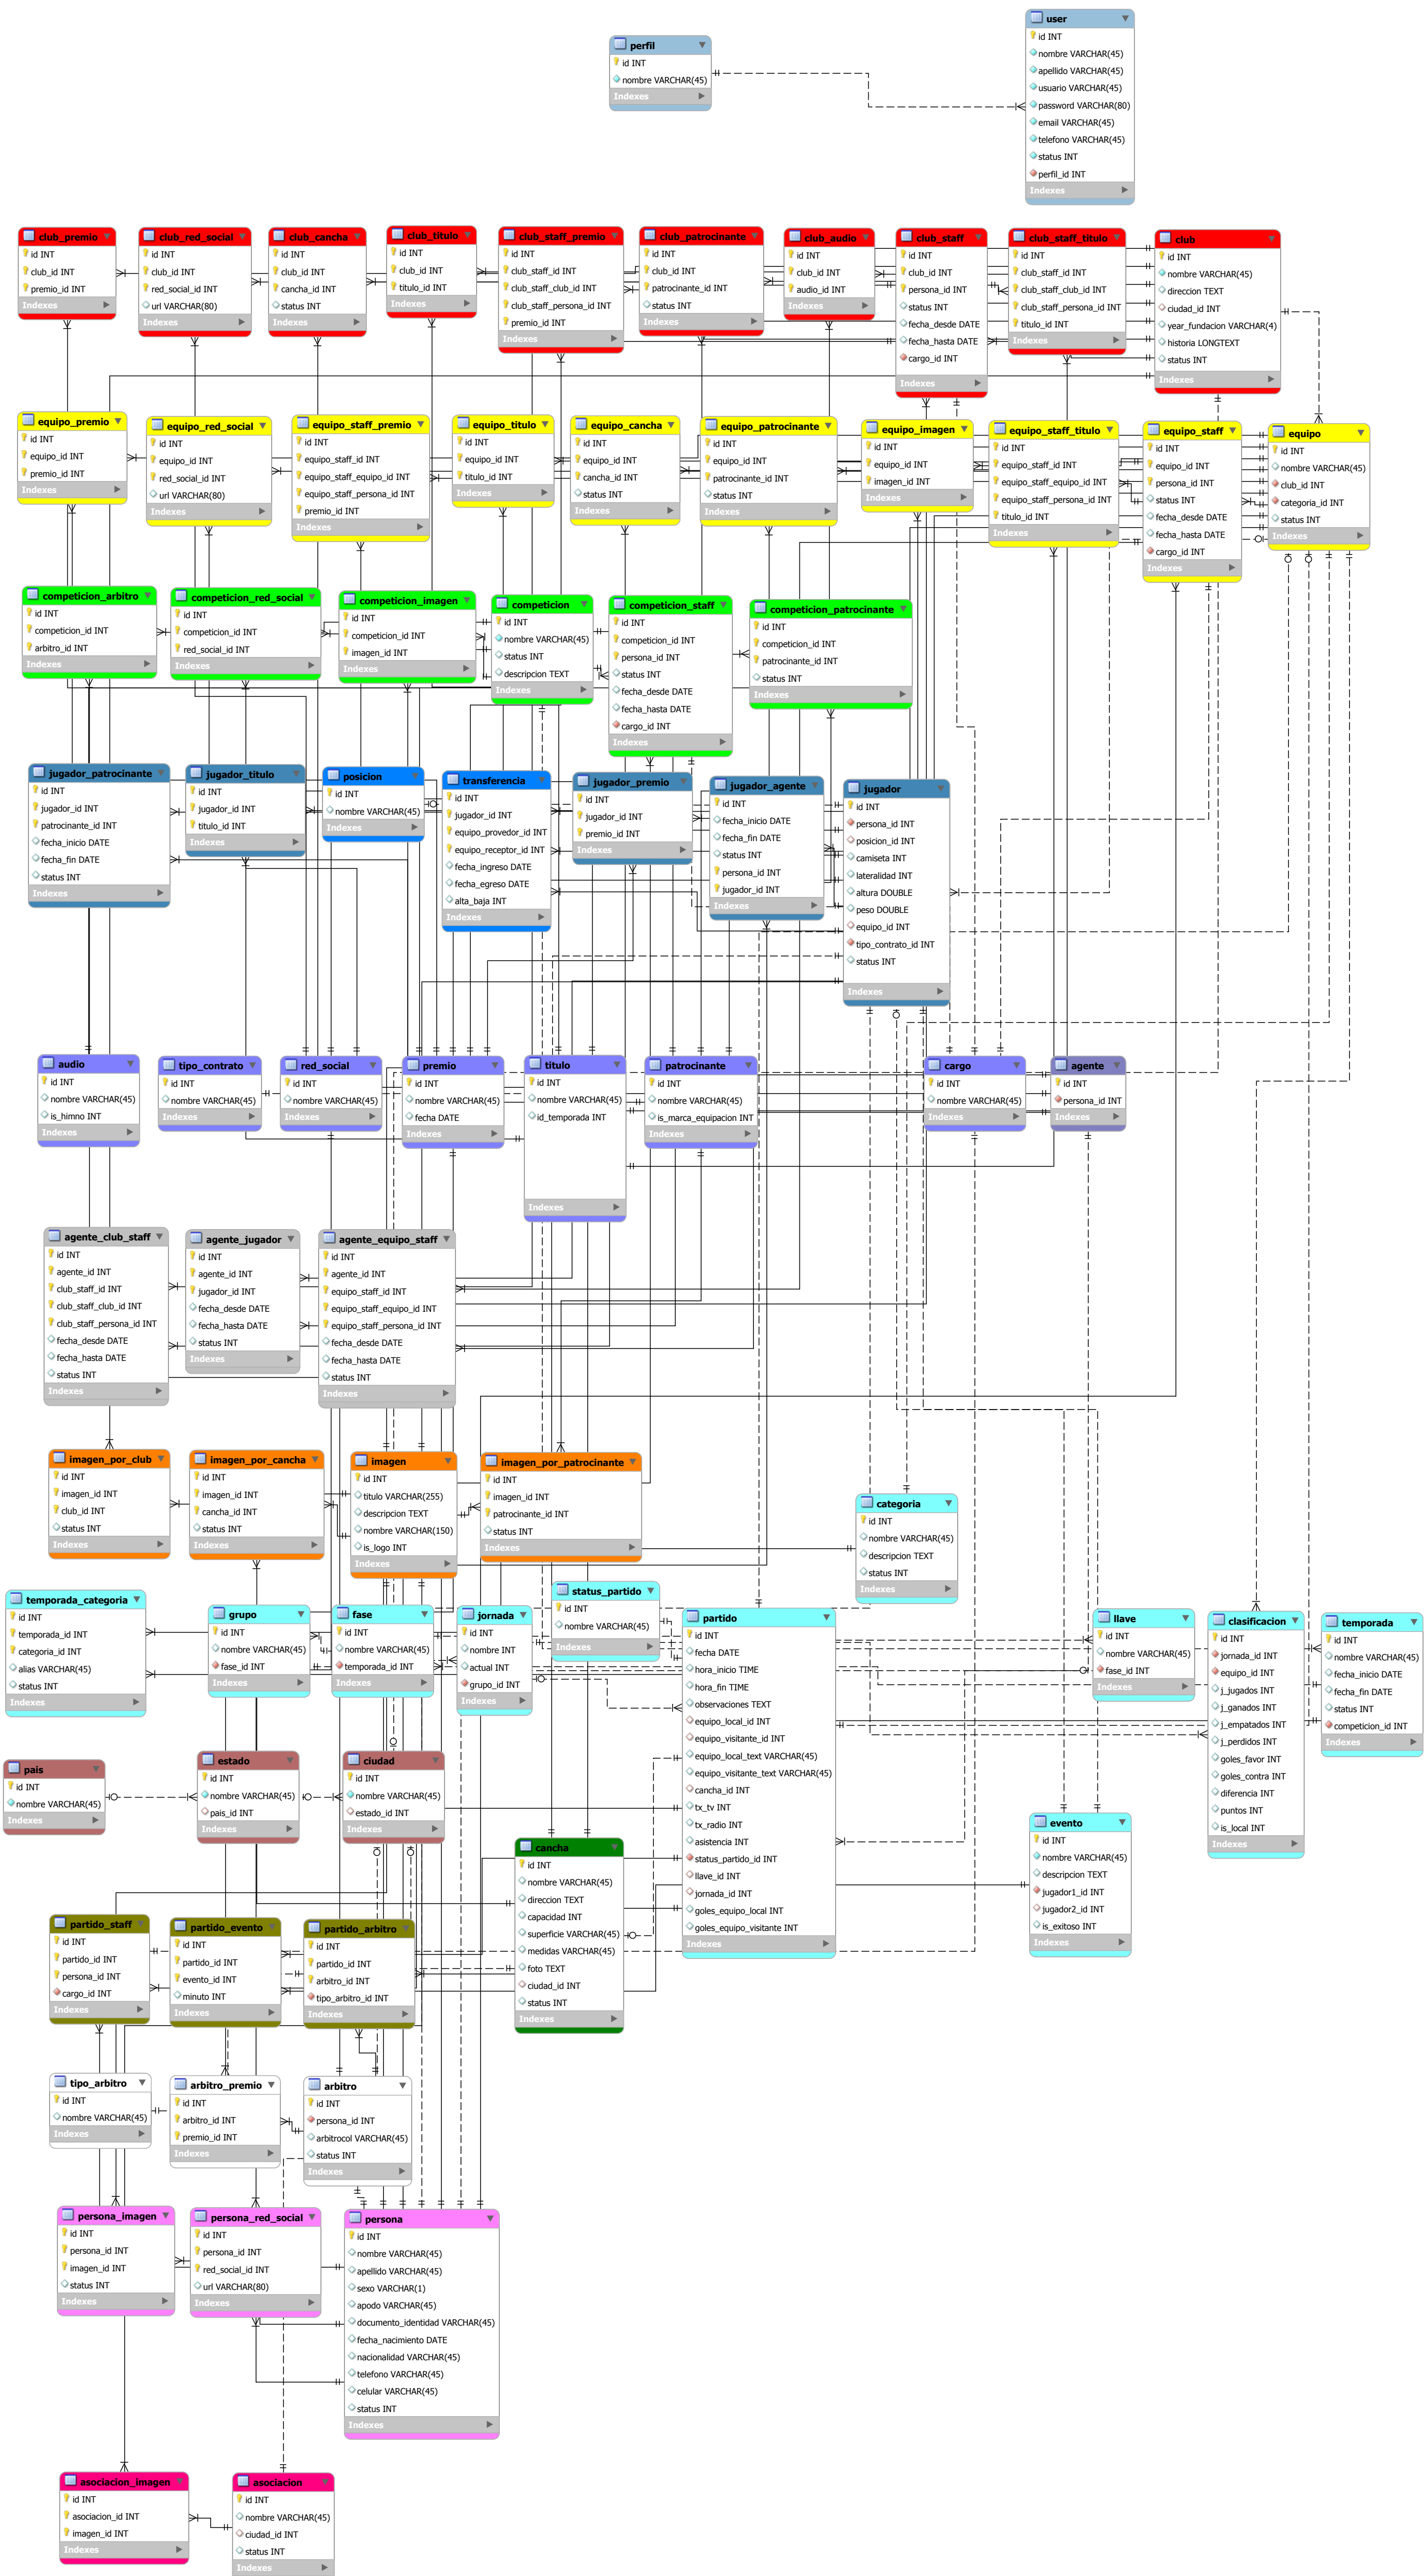 user
id INT
nombre VARCHAR(45)
apellido VARCHAR(45)
usuario VARCHAR(45)
password VARCHAR(80)
email VARCHAR(45)
telefono VARCHAR(45)
status INT
perfil_id INT
Indexes
perfil
id INT
nombre VARCHAR(45)
Indexes
club_premio
id INT
club_id INT
premio_id INT
Indexes
club_red_social
id INT
club_id INT
red_social_id INT
url VARCHAR(80)
Indexes
club_cancha
id INT
club_id INT
cancha_id INT
status INT
Indexes
club_titulo
id INT
club_id INT
titulo_id INT
Indexes
club_staff_premio
id INT
club_staff_id INT
club_staff_club_id INT
club_staff_persona_id INT
premio_id INT
Indexes
club_patrocinante
id INT
club_id INT
patrocinante_id INT
status INT
Indexes
club_audio
id INT
club_id INT
audio_id INT
Indexes
club_staff
id INT
club_id INT
persona_id INT
status INT
fecha_desde DATE
fecha_hasta DATE
cargo_id INT
Indexes
club_staff_titulo
id INT
club_staff_id INT
club_staff_club_id INT
club_staff_persona_id INT
titulo_id INT
Indexes
club
id INT
nombre VARCHAR(45)
direccion TEXT
ciudad_id INT
year_fundacion VARCHAR(4)
historia LONGTEXT
status INT
Indexes
equipo_premio
id INT
equipo_id INT
premio_id INT
Indexes
equipo_red_social
id INT
equipo_id INT
red_social_id INT
url VARCHAR(80)
Indexes
equipo_staff_premio
id INT
equipo_staff_id INT
equipo_staff_equipo_id INT
equipo_staff_persona_id INT
premio_id INT
Indexes
equipo_titulo
id INT
equipo_id INT
titulo_id INT
Indexes
equipo_cancha
id INT
equipo_id INT
cancha_id INT
status INT
Indexes
equipo_patrocinante
id INT
equipo_id INT
patrocinante_id INT
status INT
Indexes
equipo_imagen
id INT
equipo_id INT
imagen_id INT
Indexes
equipo_staff_titulo
id INT
equipo_staff_id INT
equipo_staff_equipo_id INT
equipo_staff_persona_id INT
titulo_id INT
Indexes
equipo_staff
id INT
equipo_id INT
persona_id INT
status INT
fecha_desde DATE
fecha_hasta DATE
cargo_id INT
Indexes
equipo
id INT
nombre VARCHAR(45)
club_id INT
categoria_id INT
status INT
Indexes
competicion_arbitro
id INT
competicion_id INT
arbitro_id INT
Indexes
competicion_red_social
id INT
competicion_id INT
red_social_id INT
Indexes
competicion_imagen
id INT
competicion_id INT
imagen_id INT
Indexes
competicion
id INT
nombre VARCHAR(45)
status INT
descripcion TEXT
Indexes
competicion_staff
id INT
competicion_id INT
persona_id INT
status INT
fecha_desde DATE
fecha_hasta DATE
cargo_id INT
Indexes
competicion_patrocinante
id INT
competicion_id INT
patrocinante_id INT
status INT
Indexes
jugador_patrocinante
id INT
jugador_id INT
patrocinante_id INT
fecha_inicio DATE
fecha_fin DATE
status INT
Indexes
jugador_titulo
id INT
jugador_id INT
titulo_id INT
Indexes
posicion
id INT
nombre VARCHAR(45)
Indexes
transferencia
id INT
jugador_id INT
equipo_provedor_id INT
equipo_receptor_id INT
fecha_ingreso DATE
fecha_egreso DATE
alta_baja INT
Indexes
jugador_premio
id INT
jugador_id INT
premio_id INT
Indexes
jugador_agente
id INT
fecha_inicio DATE
fecha_fin DATE
status INT
persona_id INT
jugador_id INT
Indexes
jugador
id INT
persona_id INT
posicion_id INT
camiseta INT
lateralidad INT
altura DOUBLE
peso DOUBLE
equipo_id INT
tipo_contrato_id INT
status INT
Indexes
audio
id INT
nombre VARCHAR(45)
is_himno INT
Indexes
tipo_contrato
id INT
nombre VARCHAR(45)
Indexes
red_social
id INT
nombre VARCHAR(45)
Indexes
premio
id INT
nombre VARCHAR(45)
fecha DATE
Indexes
titulo
id INT
nombre VARCHAR(45)
id_temporada INT
Indexes
patrocinante
id INT
nombre VARCHAR(45)
is_marca_equipacion INT
Indexes
cargo
id INT
nombre VARCHAR(45)
Indexes
agente
id INT
persona_id INT
Indexes
agente_club_staff
id INT
agente_id INT
club_staff_id INT
club_staff_club_id INT
club_staff_persona_id INT
fecha_desde DATE
fecha_hasta DATE
status INT
Indexes
agente_jugador
id INT
agente_id INT
jugador_id INT
fecha_desde DATE
fecha_hasta DATE
status INT
Indexes
agente_equipo_staff
id INT
agente_id INT
equipo_staff_id INT
equipo_staff_equipo_id INT
equipo_staff_persona_id INT
fecha_desde DATE
fecha_hasta DATE
status INT
Indexes
imagen_por_club
id INT
imagen_id INT
club_id INT
status INT
Indexes
imagen_por_cancha
id INT
imagen_id INT
cancha_id INT
status INT
Indexes
imagen
id INT
titulo VARCHAR(255)
descripcion TEXT
nombre VARCHAR(150)
is_logo INT
Indexes
imagen_por_patrocinante
id INT
imagen_id INT
patrocinante_id INT
status INT
Indexes
categoria
id INT
nombre VARCHAR(45)
descripcion TEXT
status INT
Indexes
temporada_categoria
id INT
temporada_id INT
categoria_id INT
alias VARCHAR(45)
status INT
Indexes
grupo
id INT
nombre VARCHAR(45)
fase_id INT
Indexes
fase
id INT
nombre VARCHAR(45)
temporada_id INT
Indexes
jornada
id INT
nombre INT
actual INT
grupo_id INT
Indexes
status_partido
id INT
nombre VARCHAR(45)
Indexes
partido
id INT
fecha DATE
hora_inicio TIME
hora_fin TIME
observaciones TEXT
equipo_local_id INT
equipo_visitante_id INT
equipo_local_text VARCHAR(45)
equipo_visitante_text VARCHAR(45)
cancha_id INT
tx_tv INT
tx_radio INT
asistencia INT
status_partido_id INT
llave_id INT
jornada_id INT
goles_equipo_local INT
goles_equipo_visitante INT
Indexes
llave
id INT
nombre VARCHAR(45)
fase_id INT
Indexes
clasificacion
id INT
jornada_id INT
equipo_id INT
j_jugados INT
j_ganados INT
j_empatados INT
j_perdidos INT
goles_favor INT
goles_contra INT
diferencia INT
puntos INT
is_local INT
Indexes
temporada
id INT
nombre VARCHAR(45)
fecha_inicio DATE
fecha_fin DATE
status INT
competicion_id INT
Indexes
pais
id INT
nombre VARCHAR(45)
Indexes
estado
id INT
nombre VARCHAR(45)
pais_id INT
Indexes
ciudad
id INT
nombre VARCHAR(45)
estado_id INT
Indexes
cancha
id INT
nombre VARCHAR(45)
direccion TEXT
capacidad INT
superficie VARCHAR(45)
medidas VARCHAR(45)
foto TEXT
ciudad_id INT
status INT
Indexes
evento
id INT
nombre VARCHAR(45)
descripcion TEXT
jugador1_id INT
jugador2_id INT
is_exitoso INT
Indexes
partido_staff
id INT
partido_id INT
persona_id INT
cargo_id INT
Indexes
partido_evento
id INT
partido_id INT
evento_id INT
minuto INT
Indexes
partido_arbitro
id INT
partido_id INT
arbitro_id INT
tipo_arbitro_id INT
Indexes
tipo_arbitro
id INT
nombre VARCHAR(45)
Indexes
arbitro_premio
id INT
arbitro_id INT
premio_id INT
Indexes
arbitro
id INT
persona_id INT
arbitrocol VARCHAR(45)
status INT
Indexes
persona_imagen
id INT
persona_id INT
imagen_id INT
status INT
Indexes
persona_red_social
id INT
persona_id INT
red_social_id INT
url VARCHAR(80)
Indexes
persona
id INT
nombre VARCHAR(45)
apellido VARCHAR(45)
sexo VARCHAR(1)
apodo VARCHAR(45)
documento_identidad VARCHAR(45)
fecha_nacimiento DATE
nacionalidad VARCHAR(45)
telefono VARCHAR(45)
celular VARCHAR(45)
status INT
Indexes
asociacion_imagen
id INT
asociacion_id INT
imagen_id INT
Indexes
asociacion
id INT
nombre VARCHAR(45)
ciudad_id INT
status INT
Indexes